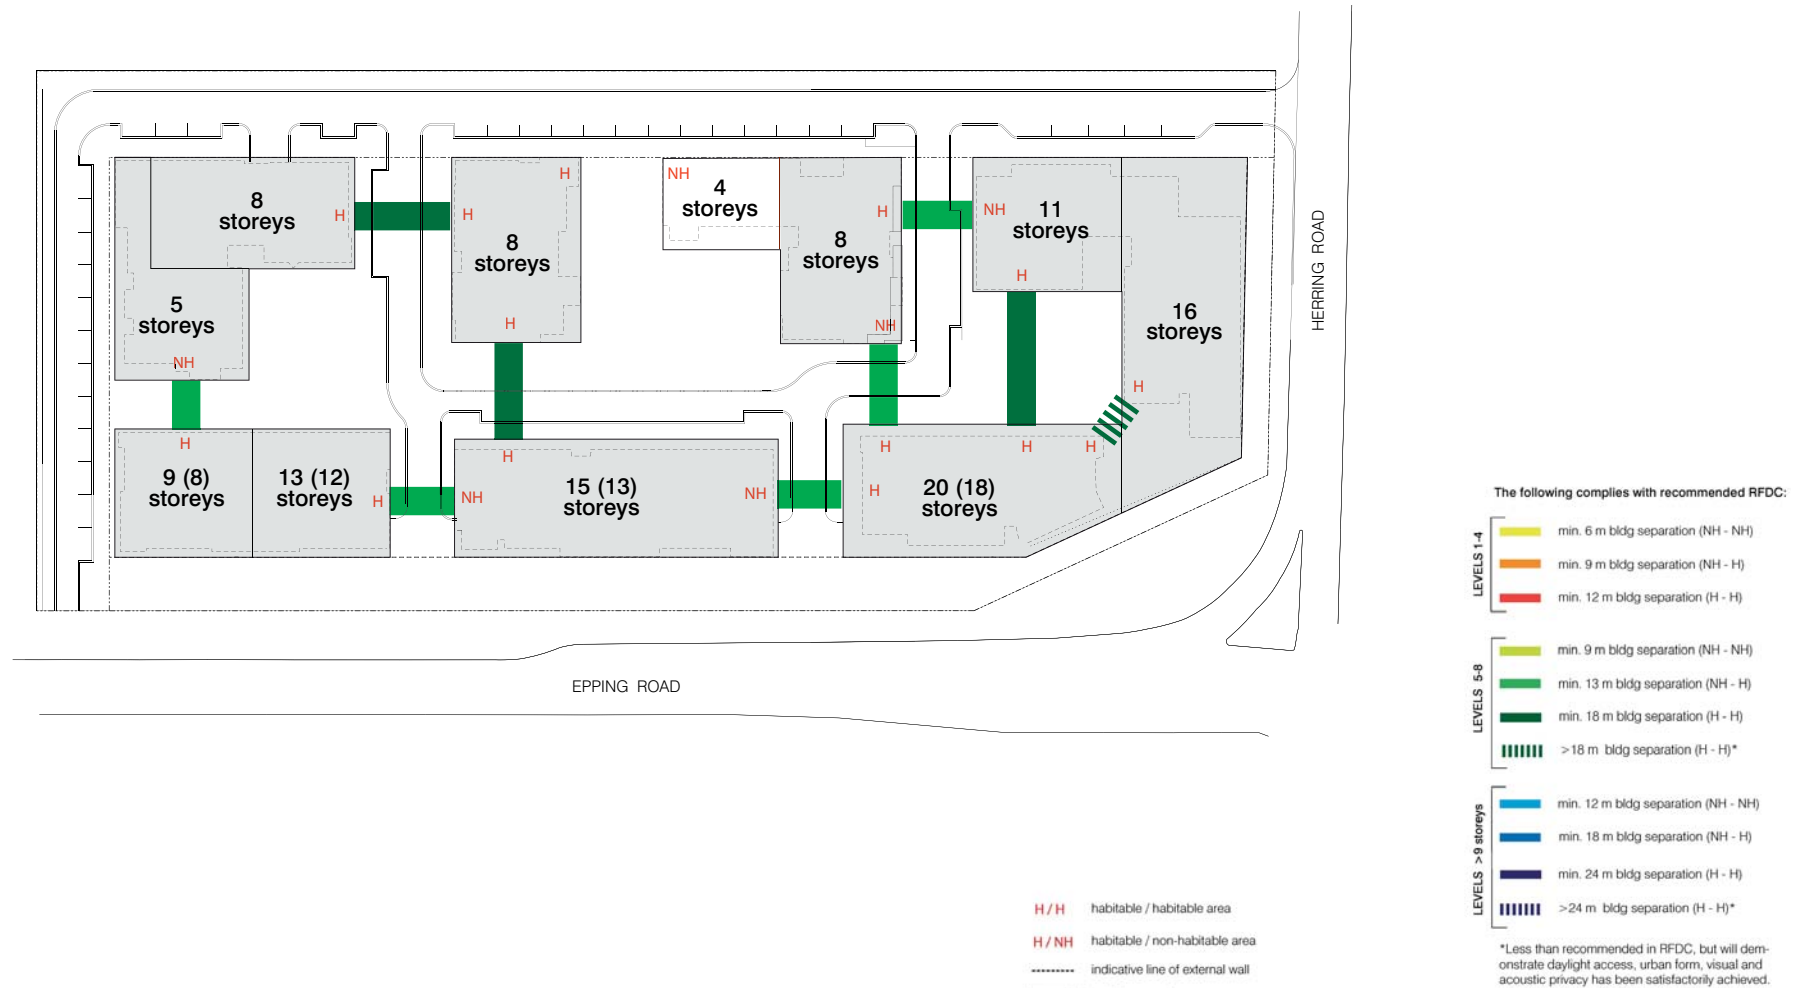 8
storeys
H
H
H
8
storeys
H
NH
4
storeys
H
8
storeys
NH
NH
11
storeys
H
16
storeys
H
5
storeys
NH
H
9 (8)
storeys
13 (12)
storeys
H
H
NH
15 (13)
storeys
NH
H
H
H
H
20 (18)
storeys
HERRING ROAD
EPPING ROAD
The following complies with recommended RFDC:
LEVELS 1-4
min. 6 m bldg separation (NH - NH)
min. 9 m bldg separation (NH - H)
min. 12 m bldg separation (H - H)
LEVELS 5-8
min. 9 m bldg separation (NH - NH)
min. 13 m bldg separation (NH - H)
min. 18 m bldg separation (H - H)
>18 m bldg separation (H - H)*
LEVELS >9 storeys
min. 12 m bldg separation (NH - NH)
min. 18 m bldg separation (NH - H)
min. 24 m bldg separation (H - H)
>24 m bldg separation (H - H)*
*Less than recommended in RFDC, but will dem-
onstrate daylight access, urban form, visual and
acoustic privacy has been satisfactorily achieved.
H / H habitable / habitable area
H / NH habitable / non-habitable area
indicative line of external wall